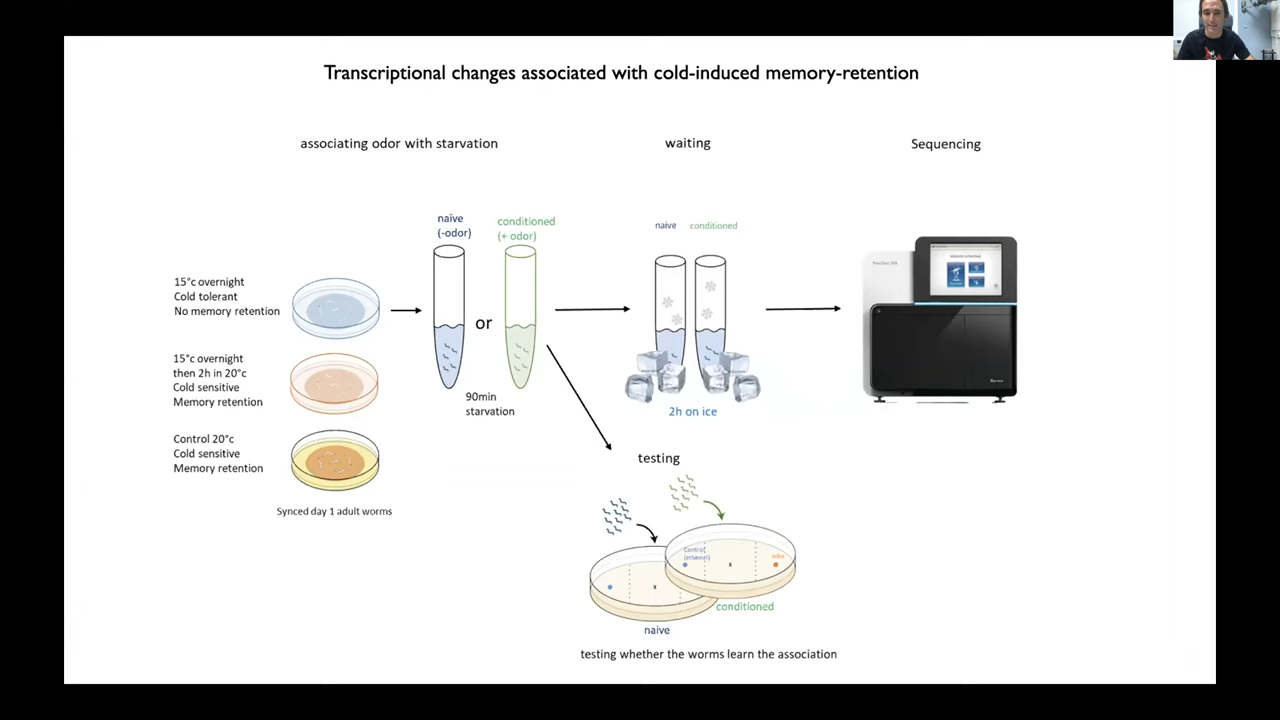 Transcriptional changes associated with cold-induced memory-retention
associating odor with starvation
waiting
Sequencing
naïve
(-odor)
conditioned
(+ odor)
naive
conditioned
15°c overnight
Cold tolerant
No memory retention
or
15°c overnight
then 2h in 20°c
Cold sensitive
Memory retention
90min
starvation
2h on ice
Control 20°c
Cold sensitive
Memory retention
testing
Synced day 1 adult worms
Control
(ethanol)
odor
x
x
conditioned
naive
testing whether the worms learn the association